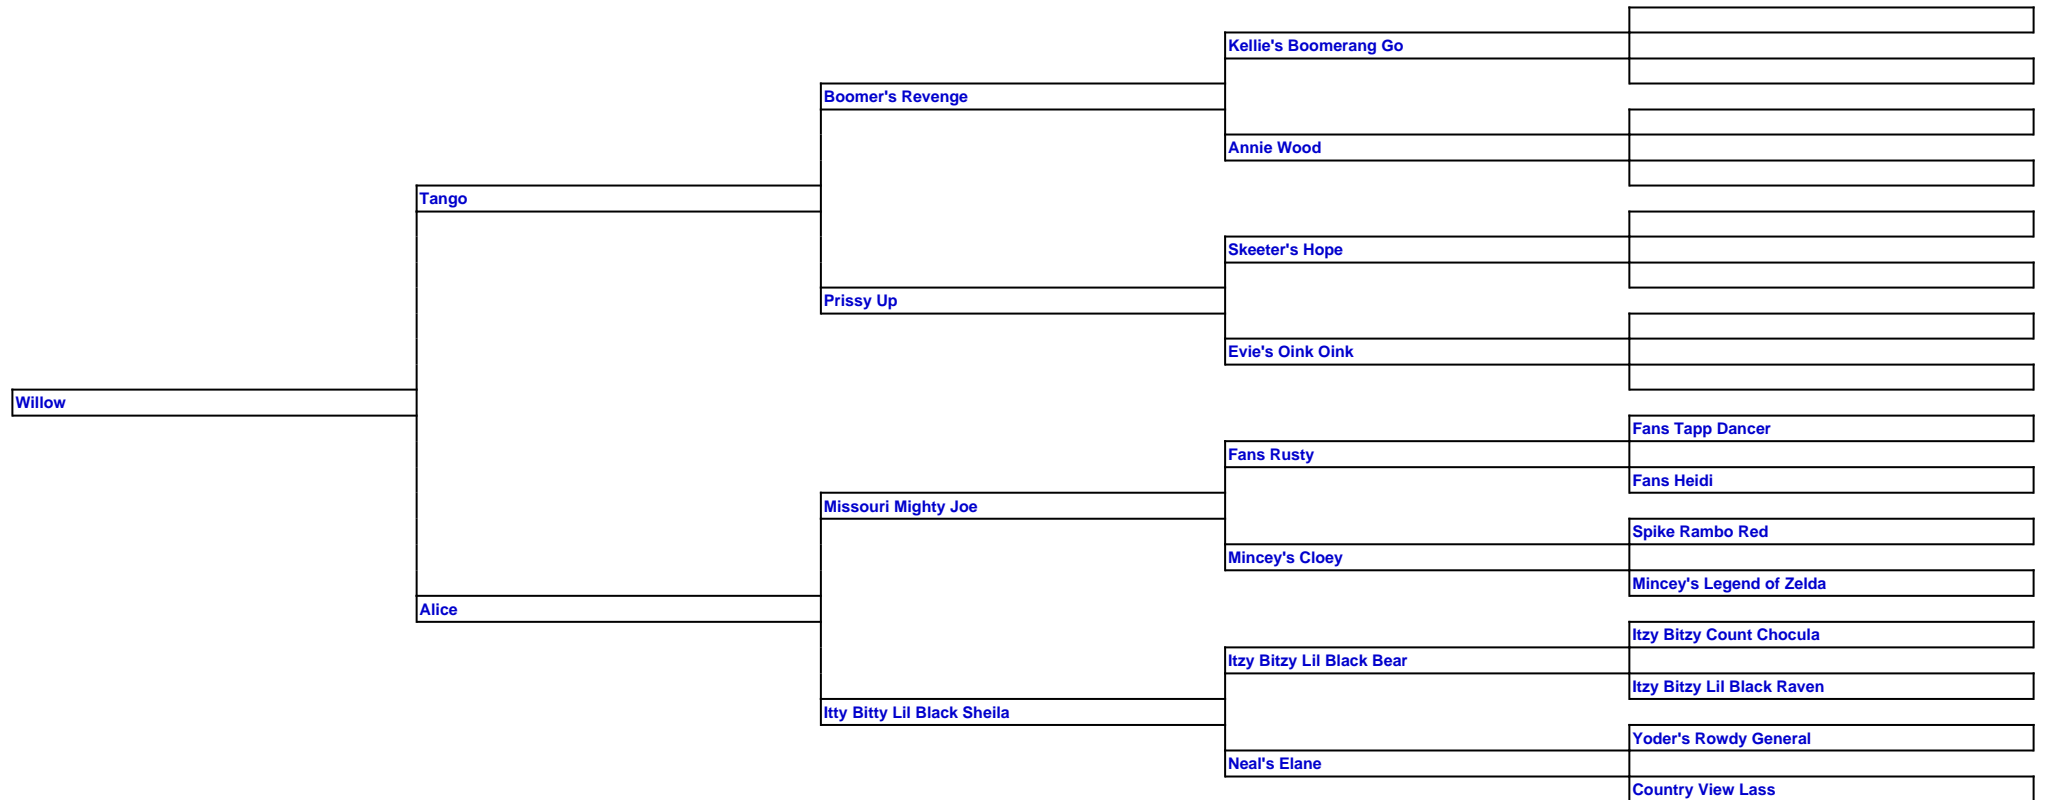 Kellie's Boomerang Go
Boomer's Revenge
Annie Wood
Tango
Skeeter's Hope
Prissy Up
Evie's Oink Oink
Willow
Fans Tapp Dancer
Fans Rusty
Fans Heidi
Missouri Mighty Joe
Spike Rambo Red
Mincey's Cloey
Mincey's Legend of Zelda
Alice
Itzy Bitzy Count Chocula
Itzy Bitzy Lil Black Bear
Itzy Bitzy Lil Black Raven
Itty Bitty Lil Black Sheila
Yoder's Rowdy General
Neal's Elane
Country View Lass